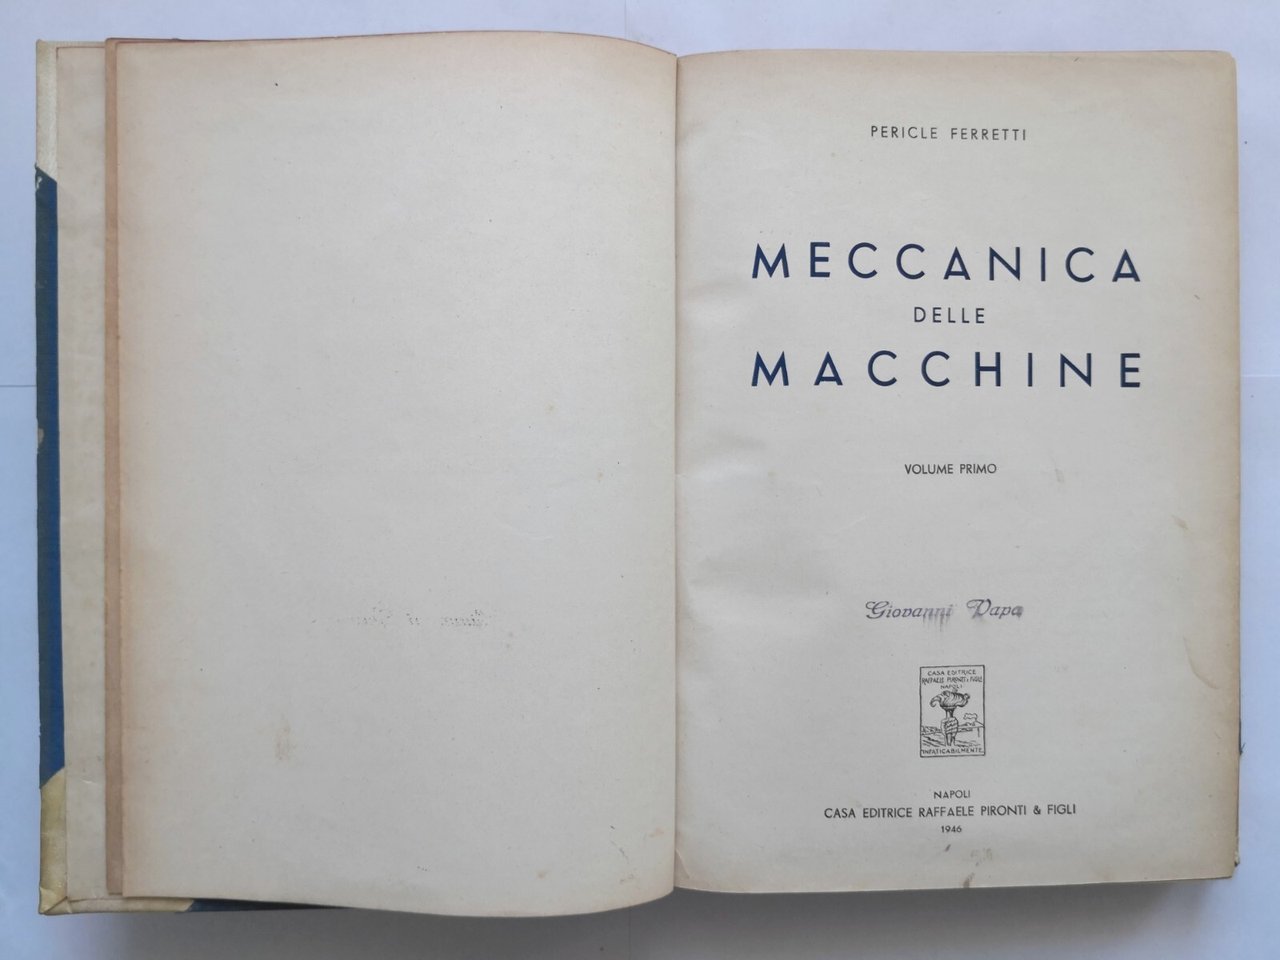 PERICLE FERRETTI
MECCANICA
DELLE
MACCHINE
VOLUME PRIMO
Giovanni Papa
CASA EDITRICE
RAFFAELE PIRONTI & FIGLI
NAPOLI
INFATICABILMENTE
NAPOLI
CASA EDITRICE RAFFAELE PIRONTI & FIGLI
1946